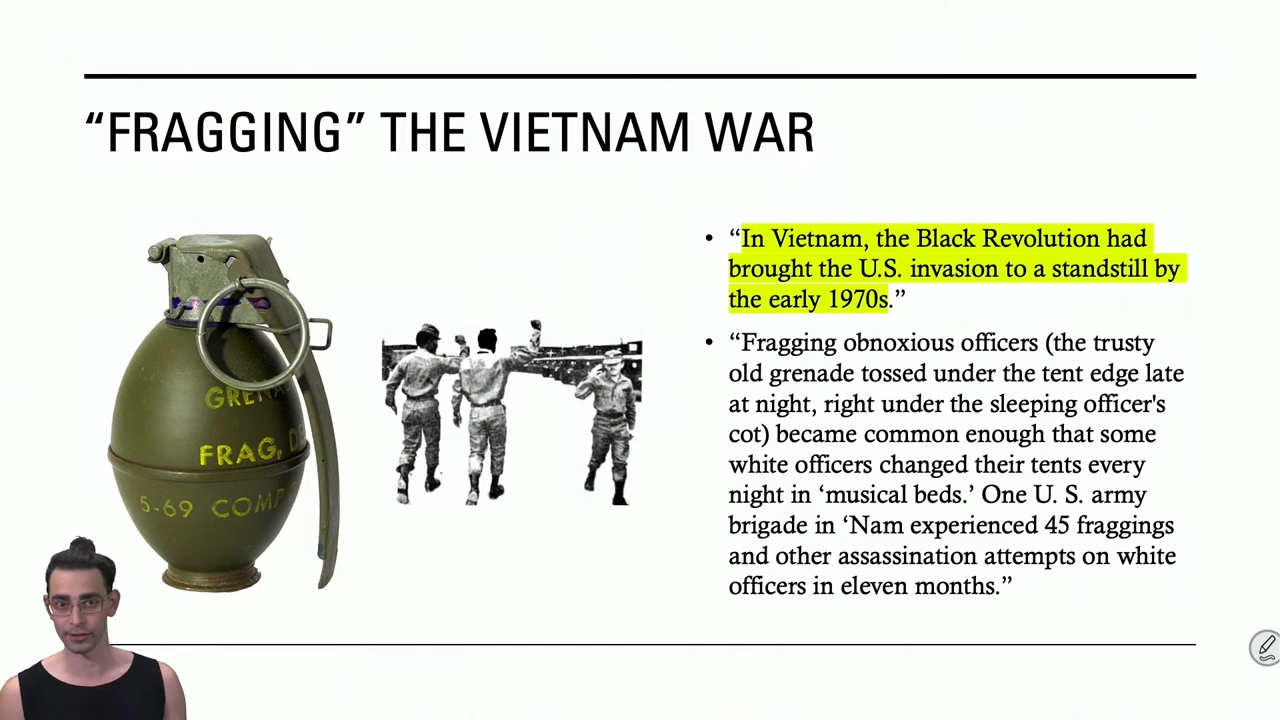 “FRAGGING” THE VIETNAM WAR
• “In Vietnam, the Black Revolution had
brought the U.S. invasion to a standstill by
the early 1970s.”
• “Fragging obnoxious officers (the trusty
old grenade tossed under the tent edge late
at night, right under the sleeping officer's
cot) became common enough that some
white officers changed their tents every
night in ‘musical beds.’ One U. S. army
brigade in ‘Nam experienced 45 fraggings
and other assassination attempts on white
officers in eleven months.”
FRAG,
5-69 COMP